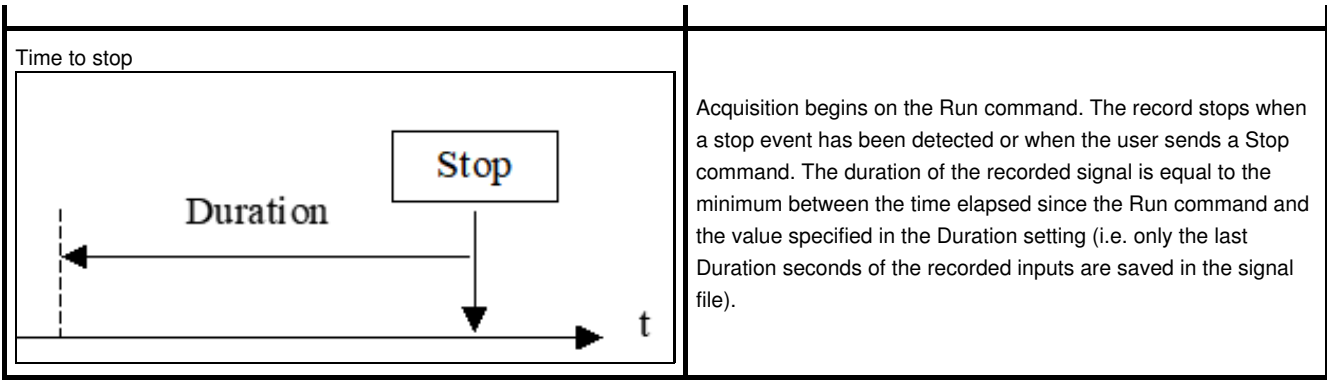 Time to stop
Stop
Duration
t
Acquisition begins on the Run command. The record stops when
a stop event has been detected or when the user sends a Stop
command. The duration of the recorded signal is equal to the
minimum between the time elapsed since the Run command and
the value specified in the Duration setting (i.e. only the last
Duration seconds of the recorded inputs are saved in the signal
file).